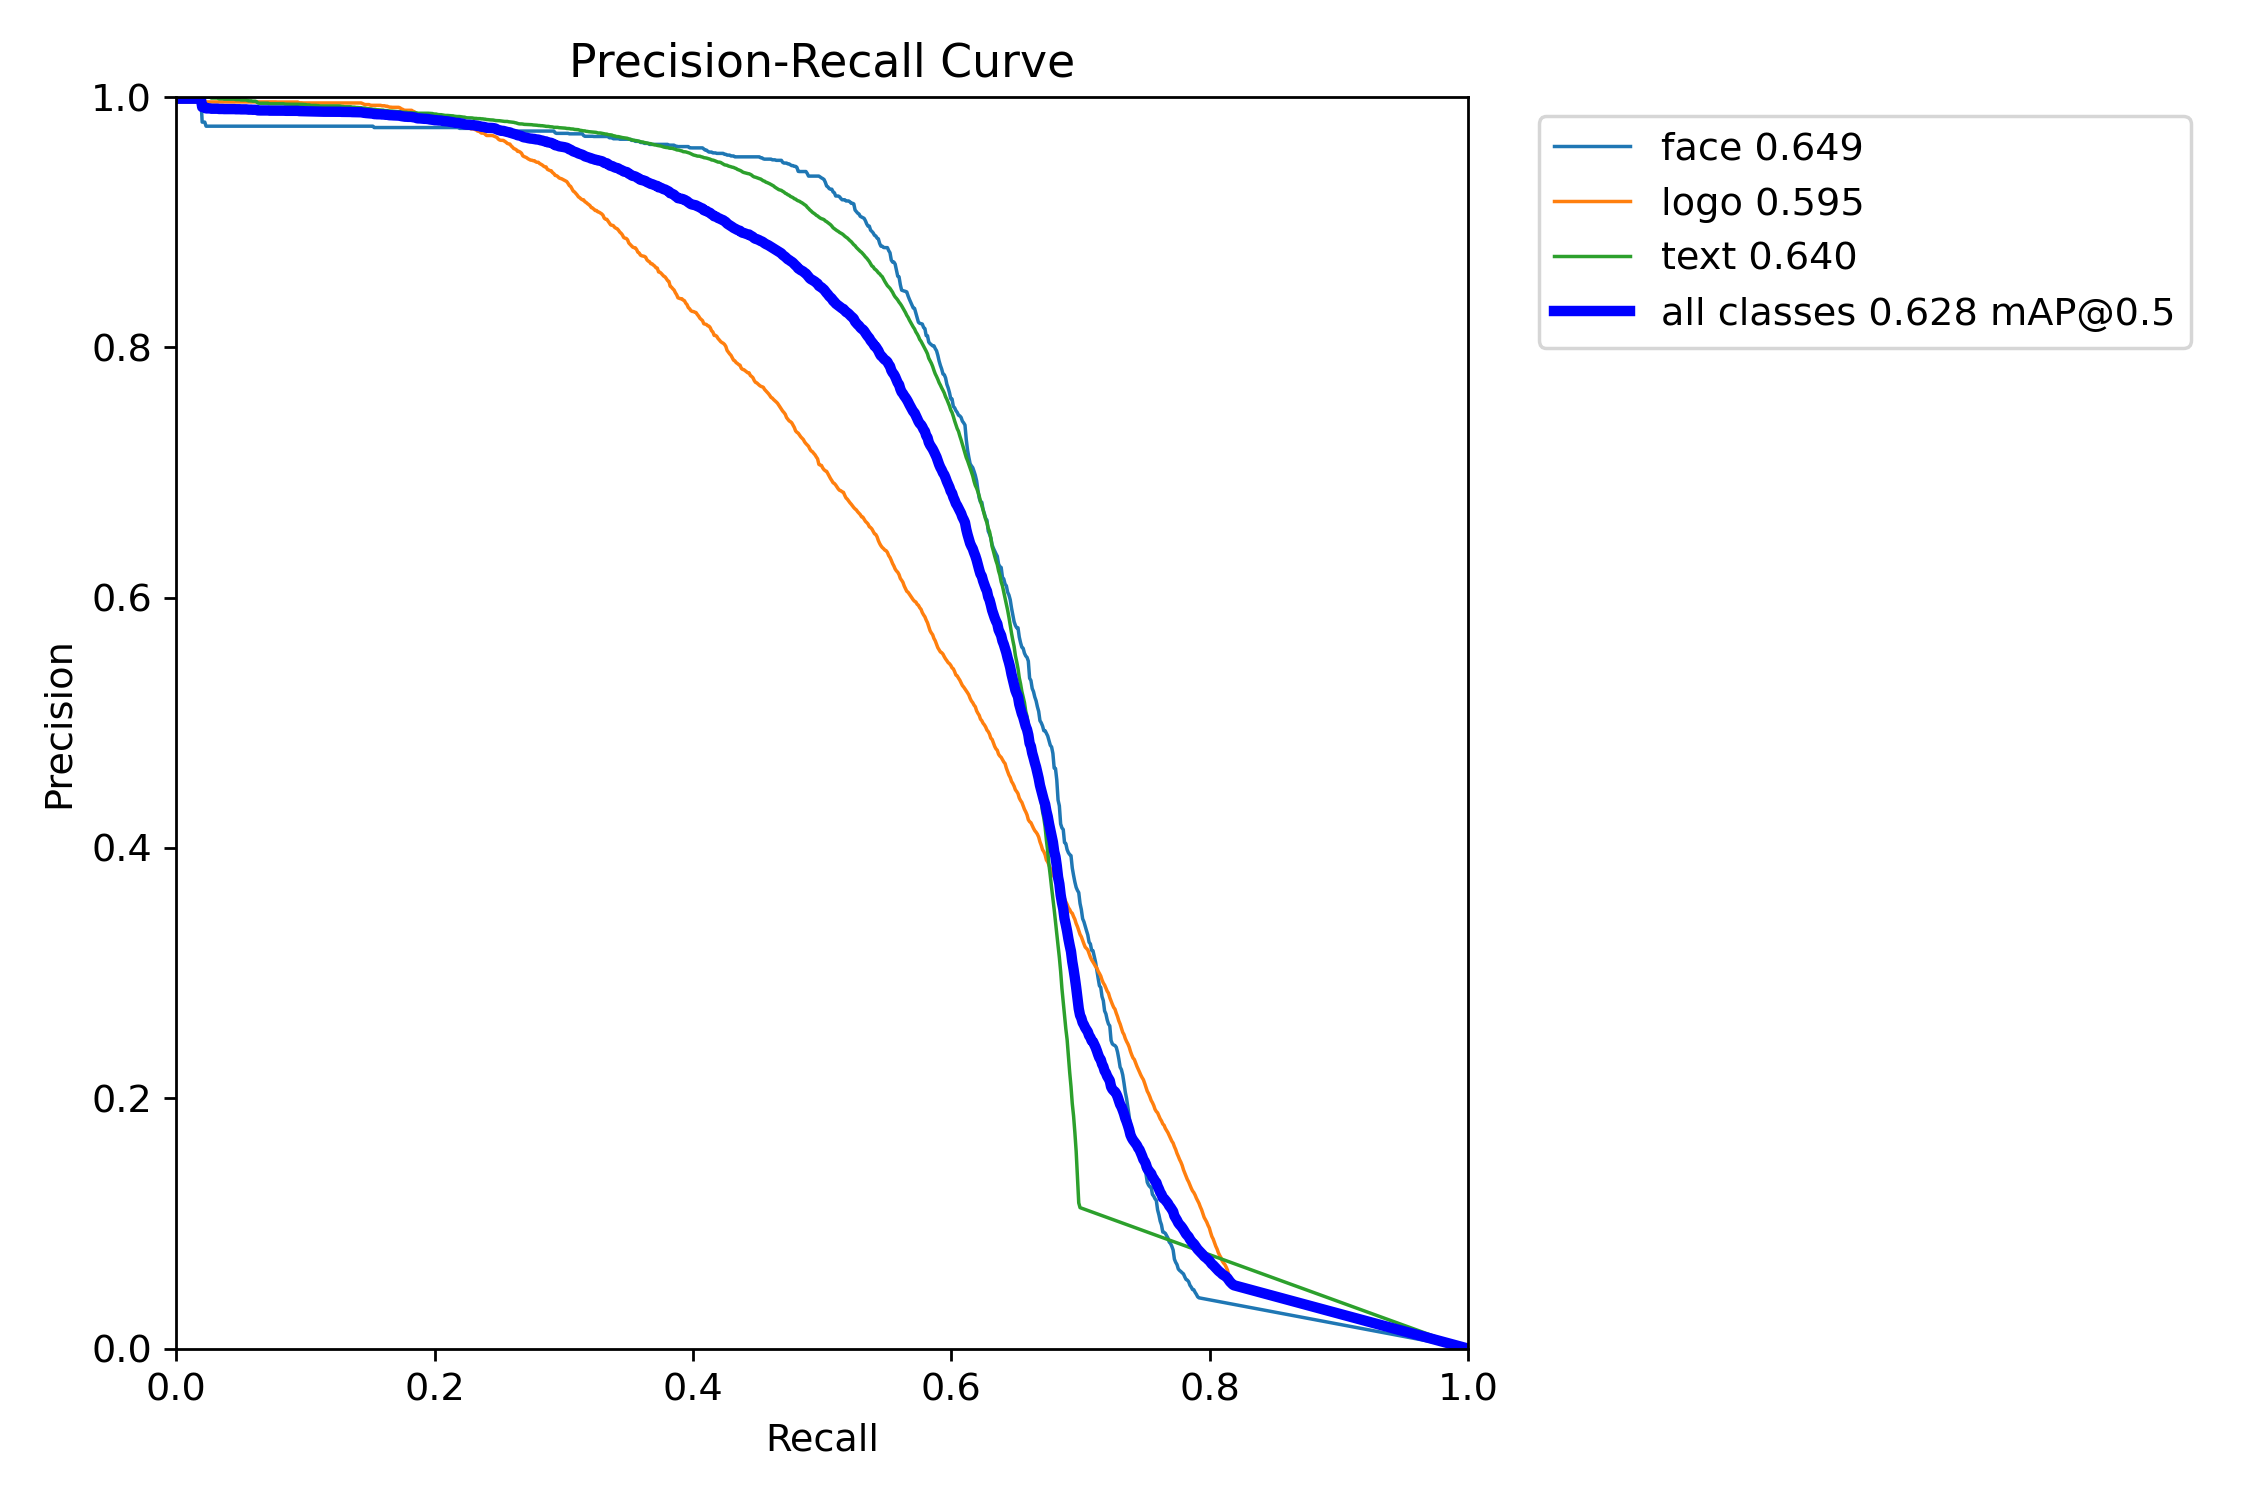 Precision-Recall Curve
1.0
0.8
0.6
0.4
0.2
0.0
Precision
0.0 0.2 0.4 0.6 0.8 1.0
Recall
face 0.649
logo 0.595
text 0.640
all classes 0.628 mAP@0.5